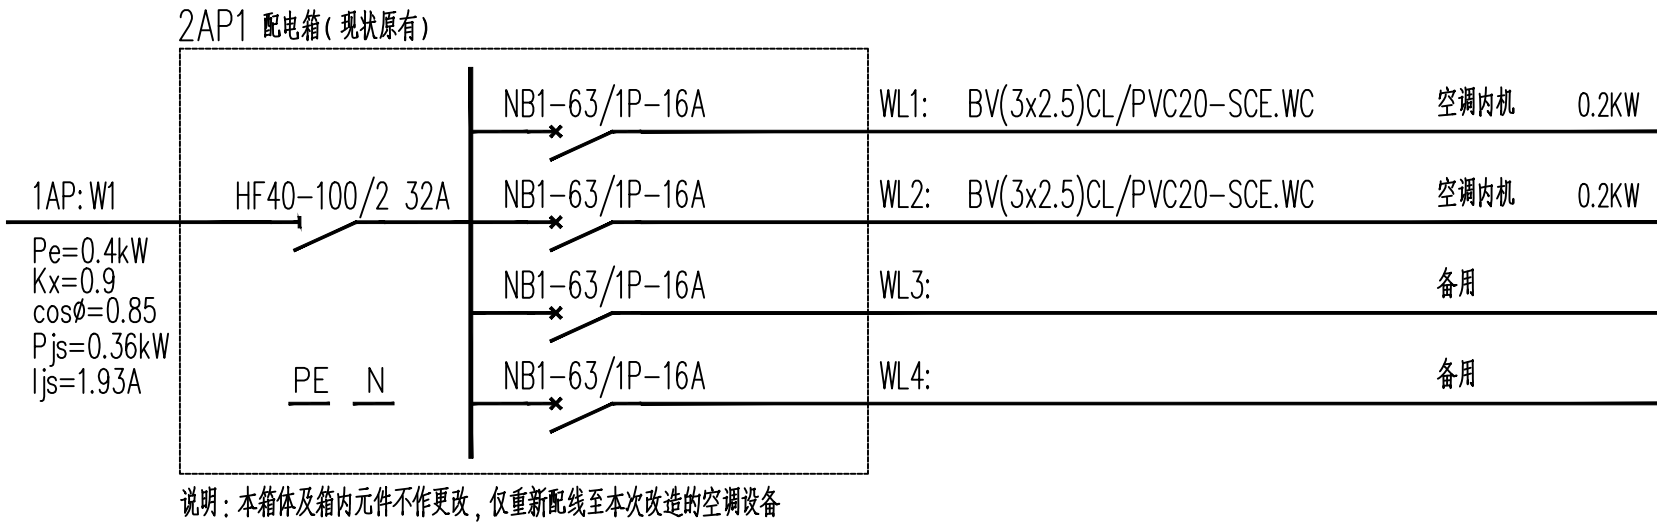 2AP1 配电箱(现状原有)
NB1-63/1P-16A WL1: BV(3x2.5)CL/PVC20-SCE.WC 空调内机 0.2KW
1AP:W1 HF40-100/2 32A NB1-63/1P-16A WL2: BV(3x2.5)CL/PVC20-SCE.WC 空调内机 0.2KW
Pe=0.4kW
Kx=0.9
NB1-63/1P-16A WL3: 备用
cosø=0.85
Pjs=0.36kW
Ijs=1.93A
PE N NB1-63/1P-16A WL4: 备用
说明：本箱体及箱内元件不作更改，仅重新配线至本次改造的空调设备